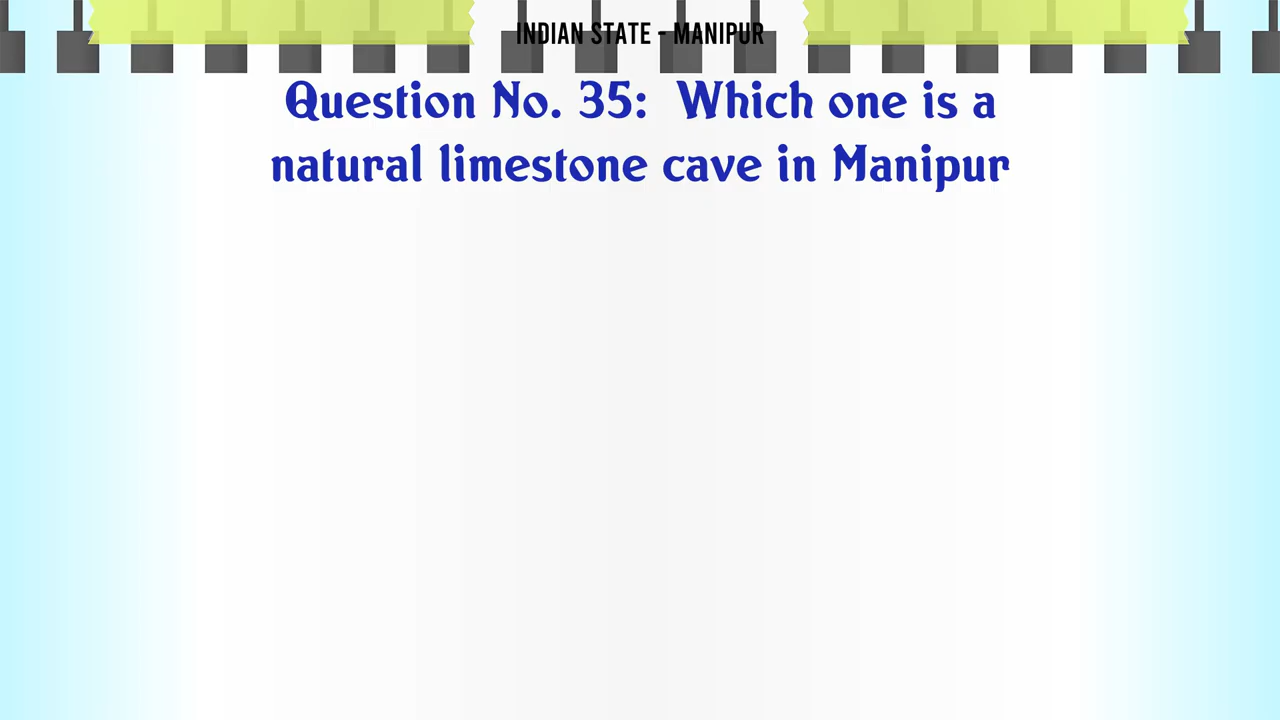 INDIAN STATE - MANIPUR
Question No. 35: Which one is a
natural limestone cave in Manipur